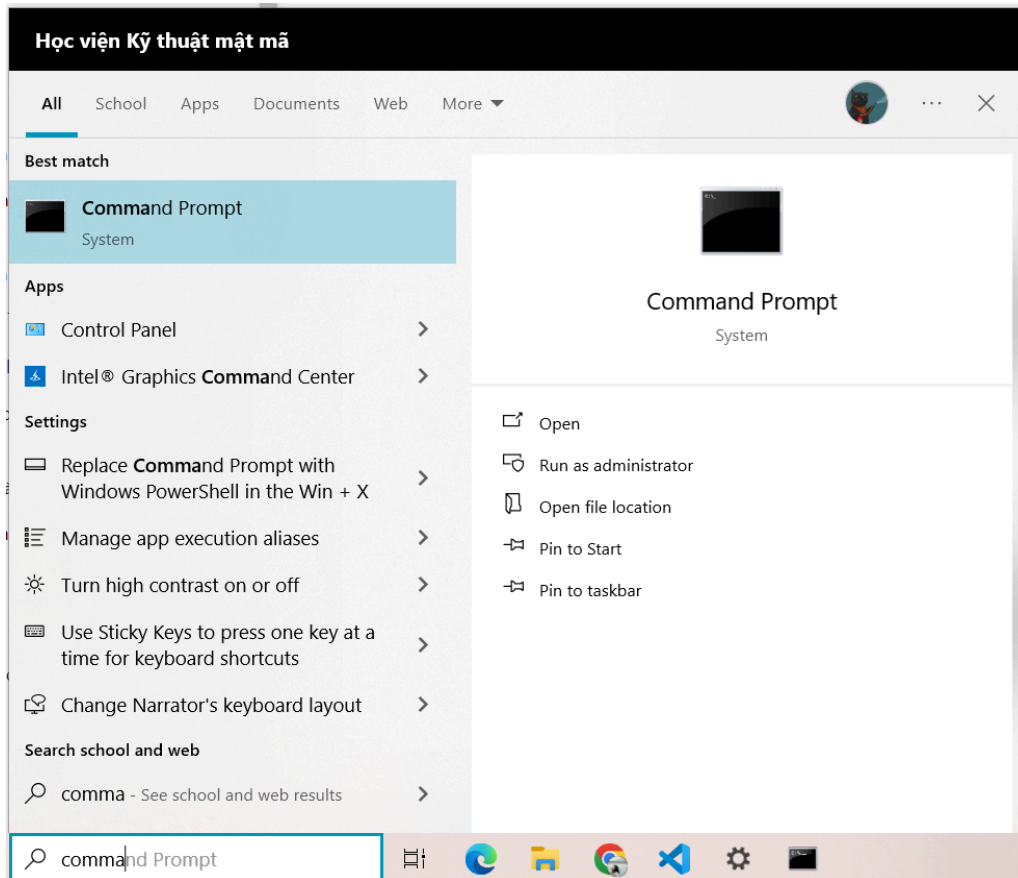 Học viện Kỹ thuật mật mã
All School Apps Documents Web More
Best match
Command Prompt
System
Apps
Control Panel
Intel® Graphics Command Center
Settings
Replace Command Prompt with
Windows PowerShell in the Win + X
Manage app execution aliases
Turn high contrast on or off
Use Sticky Keys to press one key at a
time for keyboard shortcuts
Change Narrator's keyboard layout
Search school and web
comma - See school and web results
command Prompt
Command Prompt
System
Open
Run as administrator
Open file location
Pin to Start
Pin to taskbar